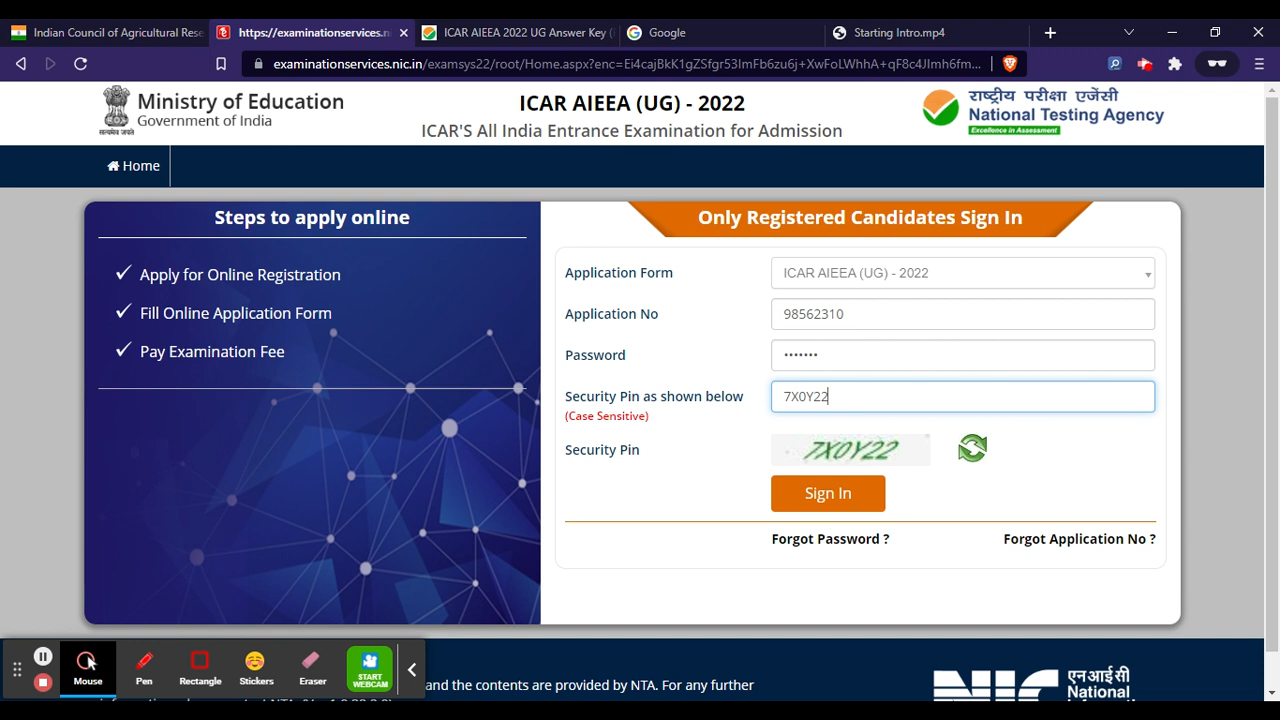 Indian Council of Agricultural Rese
https://examinationservices.n
ICAR AIEEA 2022 UG Answer Key (
Google
Starting Intro.mp4
examinationservices.nic.in/examsys22/root/Home.aspx?enc=Ei4cajBkK1gZSfgr53ImFb6zu6j+XwFoLWhhA+qF8c4JImh6fm...
सत्यमेव जयते
Ministry of Education
Government of India
ICAR AIEEA (UG) - 2022
ICAR'S All India Entrance Examination for Admission
राष्ट्रीय परीक्षा एजेंसी
National Testing Agency
Excellence in Assessment
Home
Steps to apply online
Apply for Online Registration
Fill Online Application Form
Pay Examination Fee
Only Registered Candidates Sign In
Application Form
ICAR AIEEA (UG) - 2022
Application No
98562310
Password
•••••••
Security Pin as shown below
7X0Y22
(Case Sensitive)
Security Pin
7X0Y22
Sign In
Forgot Password ?
Forgot Application No ?
Mouse
Pen
Rectangle
Stickers
Eraser
START
WEBCAM
and the contents are provided by NTA. For any further
NIC
एनआईसी
National